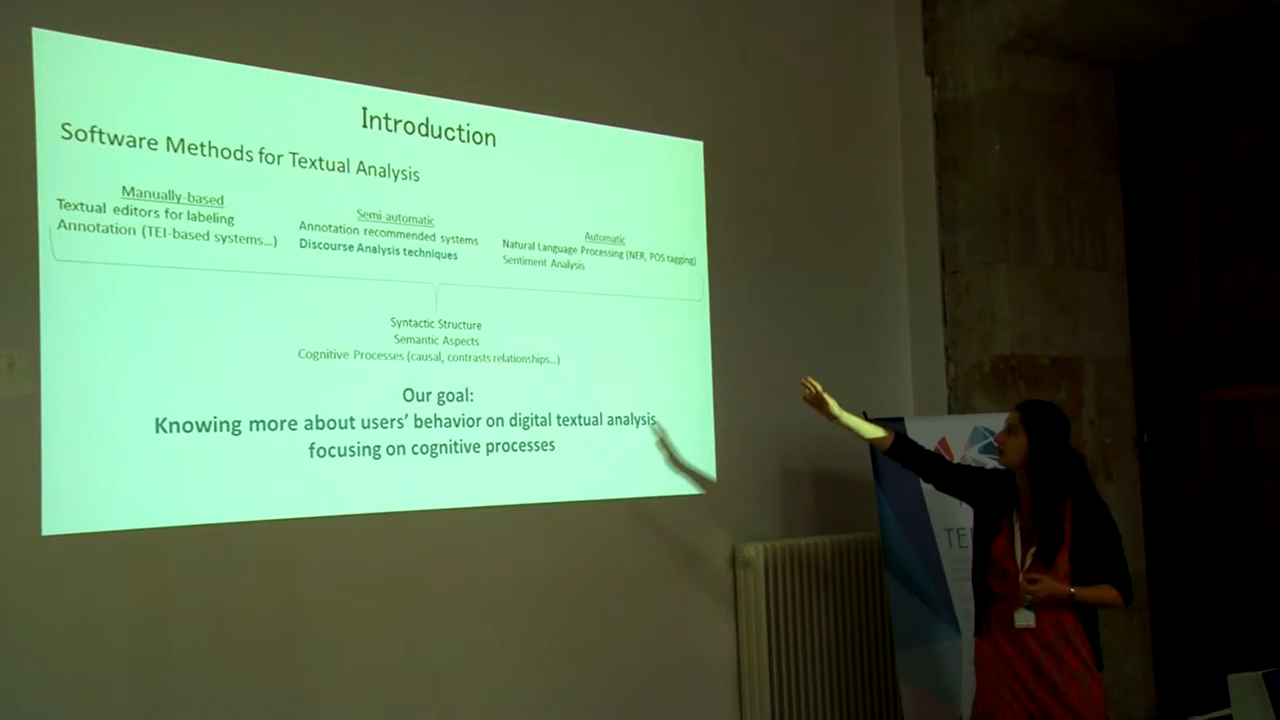 Introduction
Software Methods for Textual Analysis
Manually-based
Textual editors for labeling
Annotation (TEI-based systems...)
Semi-automatic
Annotation recommended systems
Discourse Analysis techniques
Automatic
Natural Language Processing (NER, POS tagging)
Sentiment Analysis
Syntactic Structure
Semantic Aspects
Cognitive Processes (causal, contrasts relationships...)
Our goal:
Knowing more about users' behavior on digital textual analysis
focusing on cognitive processes